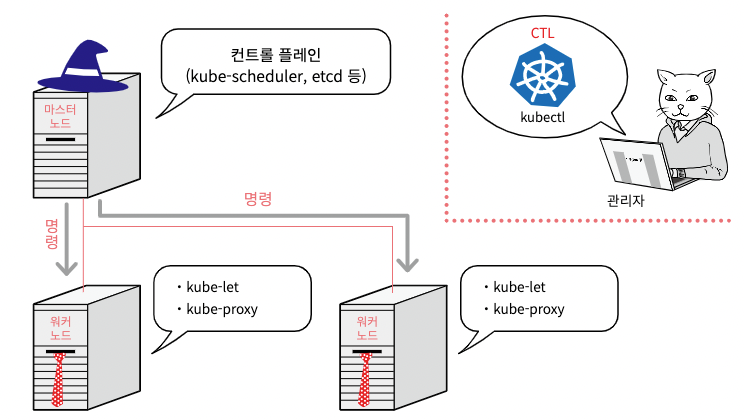 컨트롤 플레인
(kube-scheduler, etcd 등)
마스터
노드
CTL
kubectl
관리자
명령
명
령
・kube-let
・kube-proxy
워커
노드
・kube-let
・kube-proxy
워커
노드